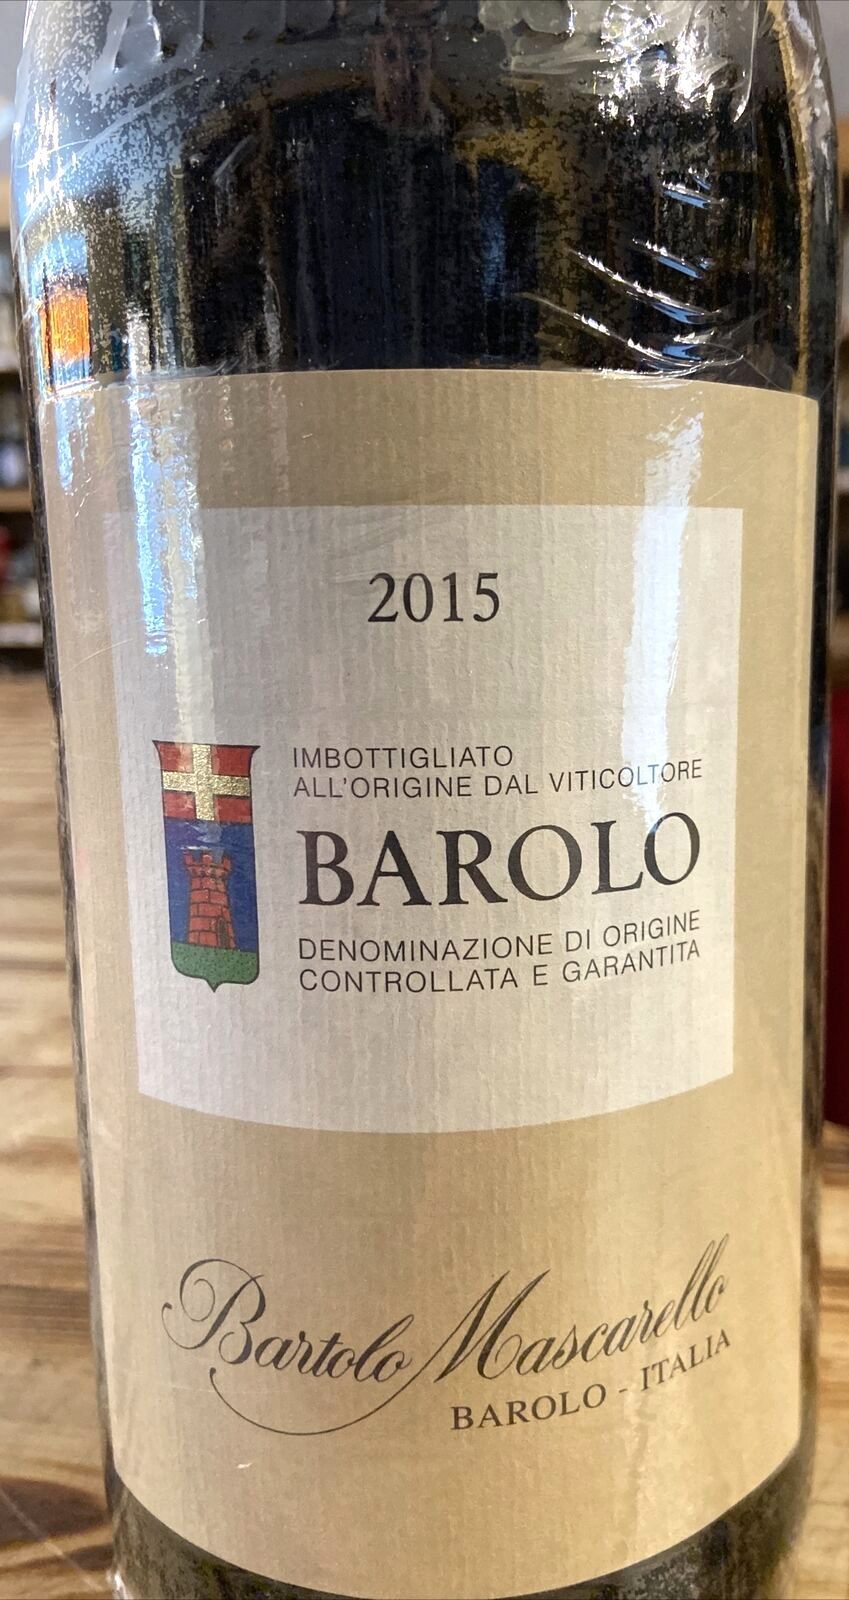 2015
IMBOTTIGLIATO
ALL'ORIGINE DAL VITICOLTORE
BAROLO
DENOMINAZIONE DI ORIGINE
CONTROLLATA E GARANTITA
Bartolo Mascarello
BAROLO - ITALIA